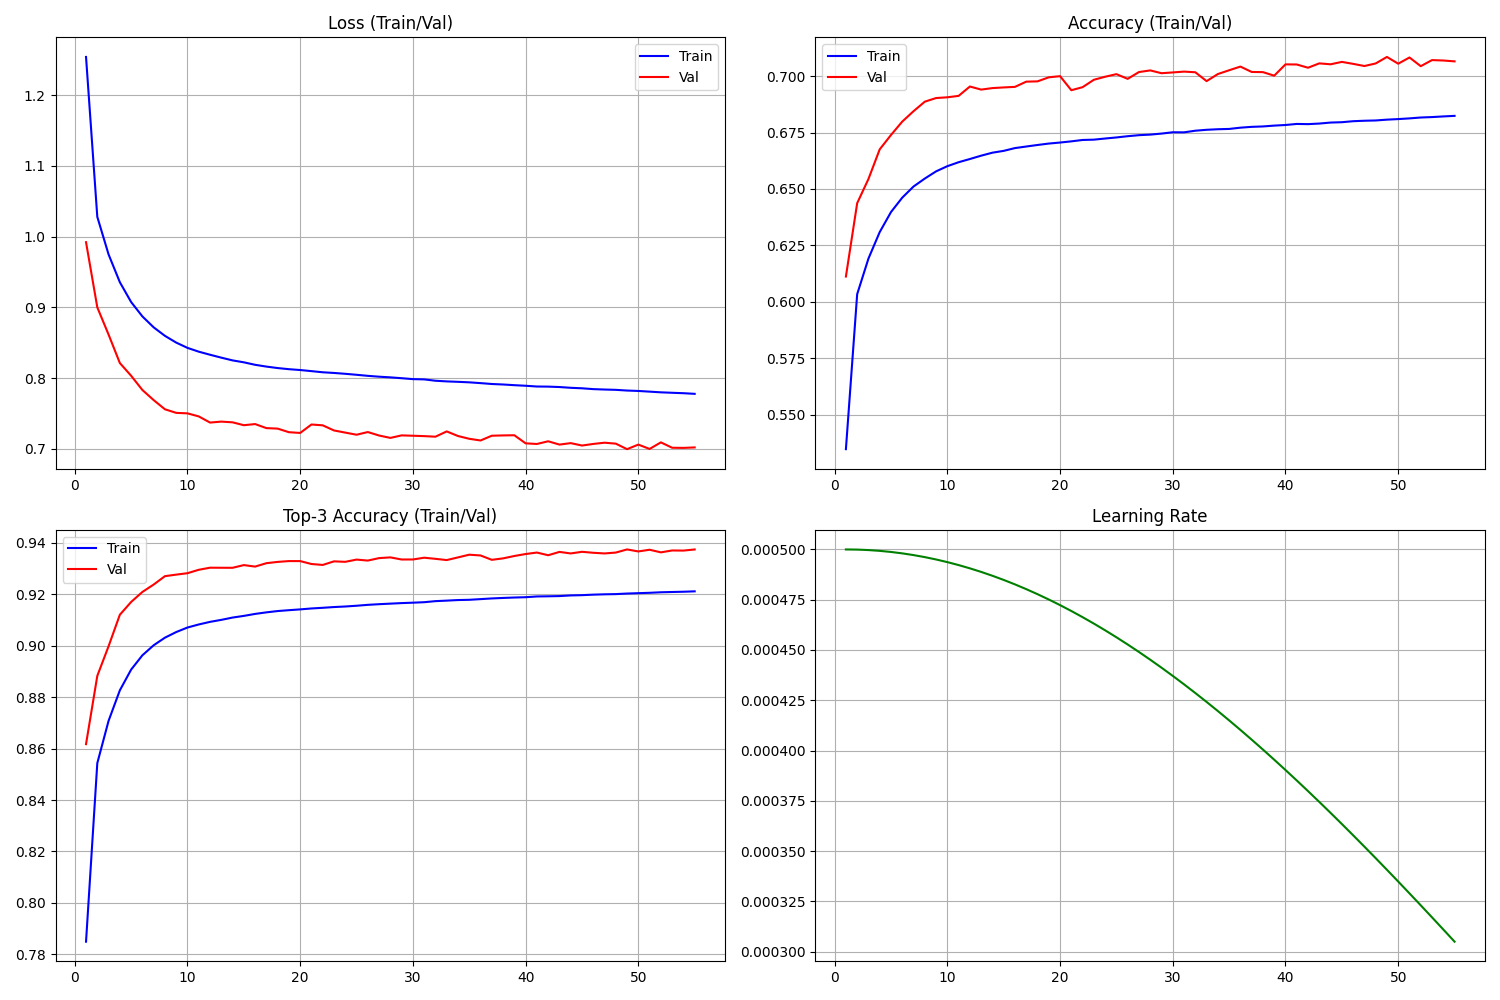 Loss (Train/Val)
Train
Val
1.2
1.1
1.0
0.9
0.8
0.7
0 10 20 30 40 50
Accuracy (Train/Val)
Train
Val
0.700
0.675
0.650
0.625
0.600
0.575
0.550
0 10 20 30 40 50
Top-3 Accuracy (Train/Val)
Train
Val
0.94
0.92
0.90
0.88
0.86
0.84
0.82
0.80
0.78
0 10 20 30 40 50
Learning Rate
0.000500
0.000475
0.000450
0.000425
0.000400
0.000375
0.000350
0.000325
0.000300
0 10 20 30 40 50